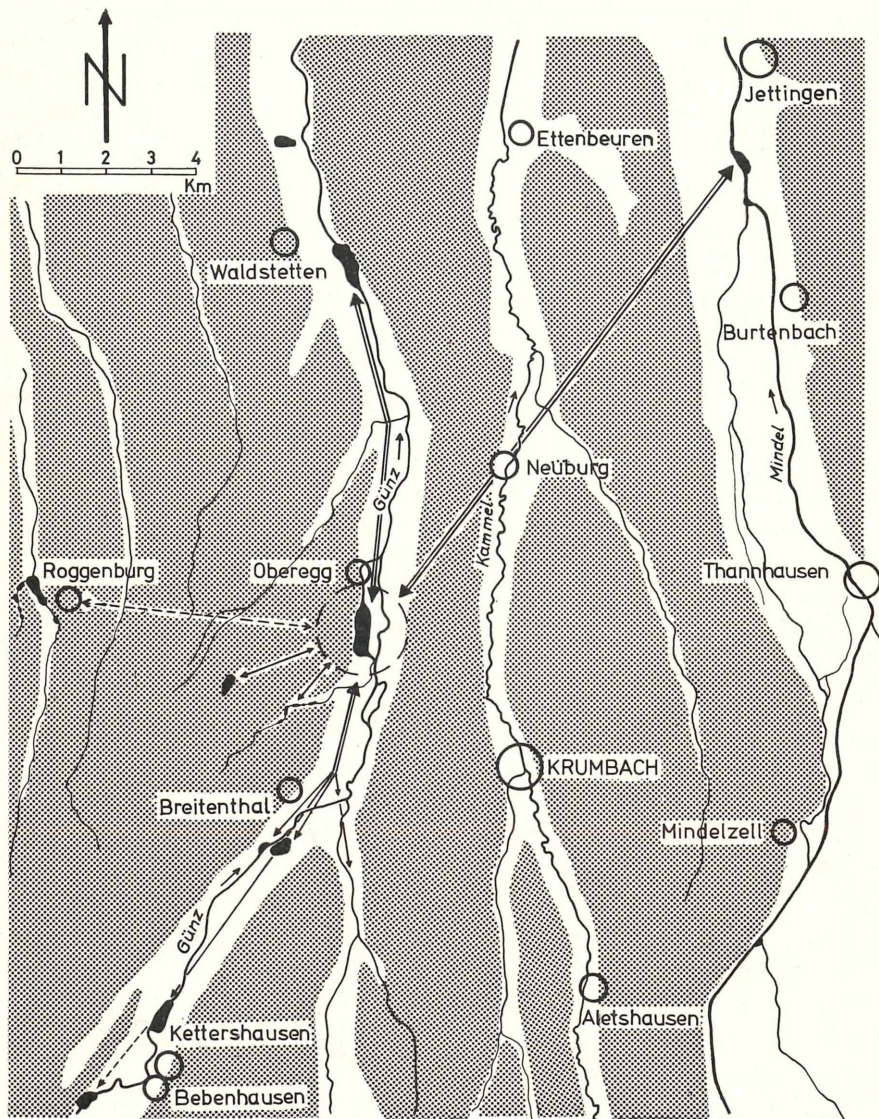 N
Jettingen
Ettenbeuren
0 1 2 3 4
Km
Waldstetten
Burtenbach
Mindel
Günz
Neüburg
Kammel
Roggenburg
Oberegg
Thannhausen
KRUMBACH
Breitenthal
Mindelzell
Günz
Aletshausen
Kettershausen
Bebenhausen